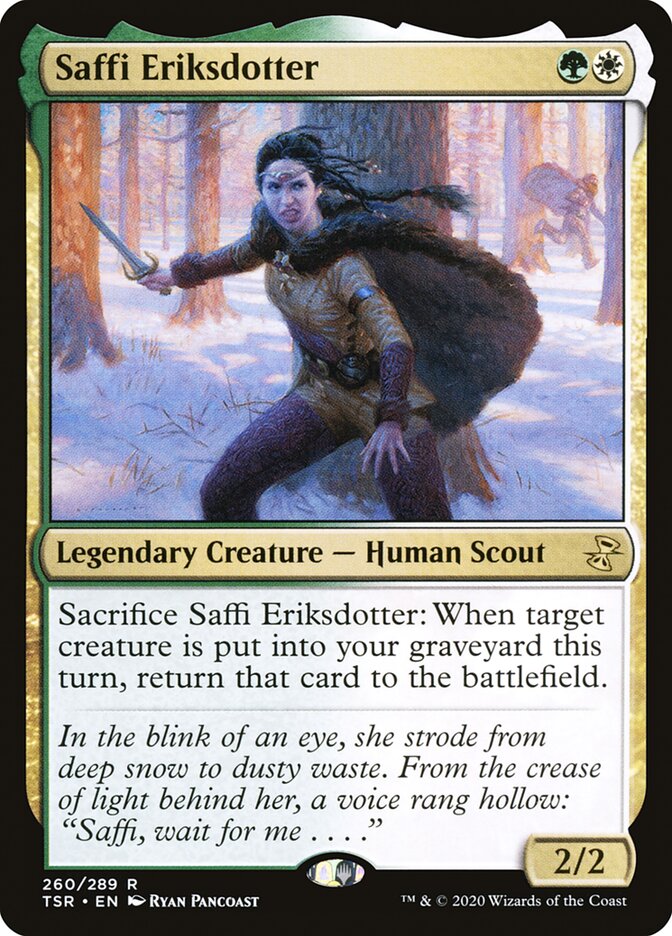 Saffi Eriksdotter
Legendary Creature — Human Scout
Sacrifice Saffi Eriksdotter: When target
creature is put into your graveyard this
turn, return that card to the battlefield.
In the blink of an eye, she strode from
deep snow to dusty waste. From the crease
of light behind her, a voice rang hollow:
“Saffi, wait for me . . . .”
2/2
260/289 R
TSR • EN Ryan Pancoast
™ & © 2020 Wizards of the Coast